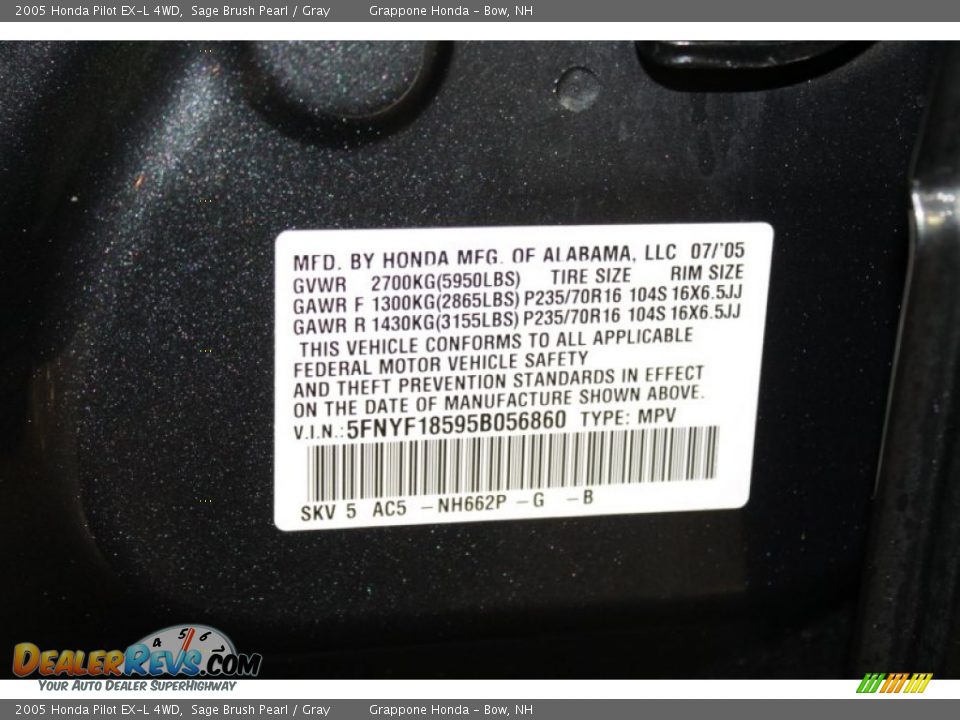 2005 Honda Pilot EX-L 4WD, Sage Brush Pearl / Gray Grappone Honda - Bow, NH
MFD. BY HONDA MFG. OF ALABAMA, LLC 07/'05
GVWR 2700KG(5950LBS) TIRE SIZE RIM SIZE
GAWR F 1300KG(2865LBS) P235/70R16 104S 16X6.5JJ
GAWR R 1430KG(3155LBS) P235/70R16 104S 16X6.5JJ
THIS VEHICLE CONFORMS TO ALL APPLICABLE
FEDERAL MOTOR VEHICLE SAFETY
AND THEFT PREVENTION STANDARDS IN EFFECT
ON THE DATE OF MANUFACTURE SHOWN ABOVE.
V.I.N.: 5FNYF18595B056860 TYPE: MPV
SKV 5 AC5 -NH662P -G -B
4 5 6
DEALERREVS.COM
YOUR AUTO DEALER SUPERHIGHWAY
2005 Honda Pilot EX-L 4WD, Sage Brush Pearl / Gray Grappone Honda - Bow, NH